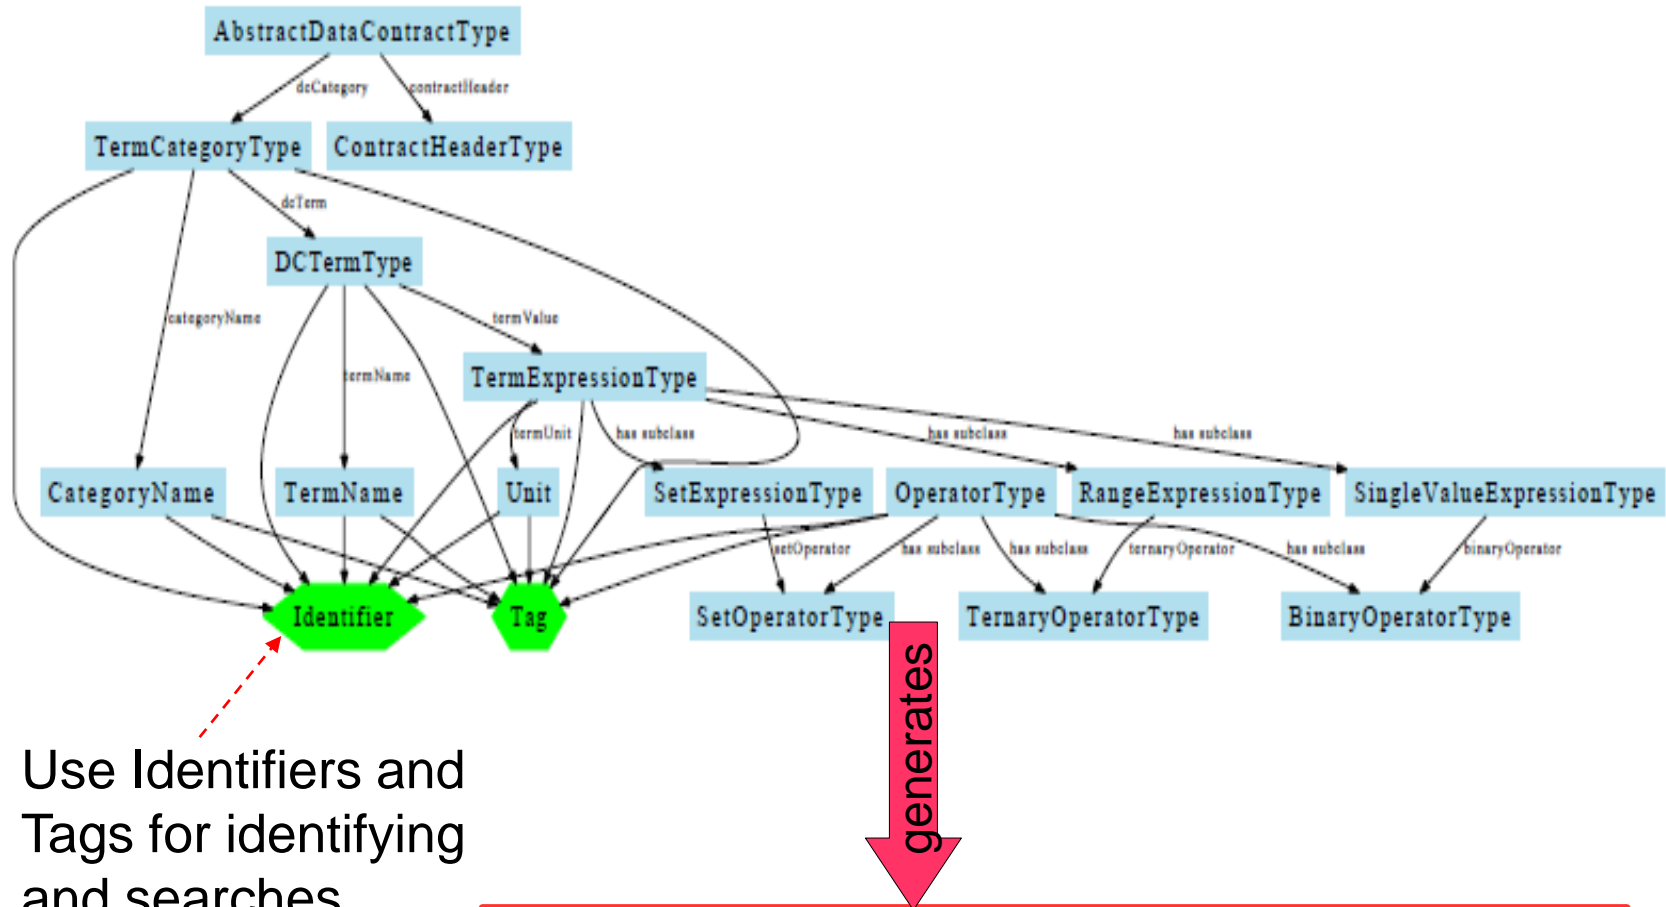 AbstractDataContractType
dcCategory contractHeader
TermCategoryType ContractHeaderType
dcTerm
DCTermType
categoryName termValue
termName
TermExpressionType
termUnit has subclass has subclass has subclass
CategoryName TermName Unit SetExpressionType OperatorType RangeExpressionType SingleValueExpressionType
setOperator has subclass has subclass ternaryOperator has subclass binaryOperator
Identifier Tag SetOperatorType TernaryOperatorType BinaryOperatorType
generates
Use Identifiers and
Tags for identifying
and searches